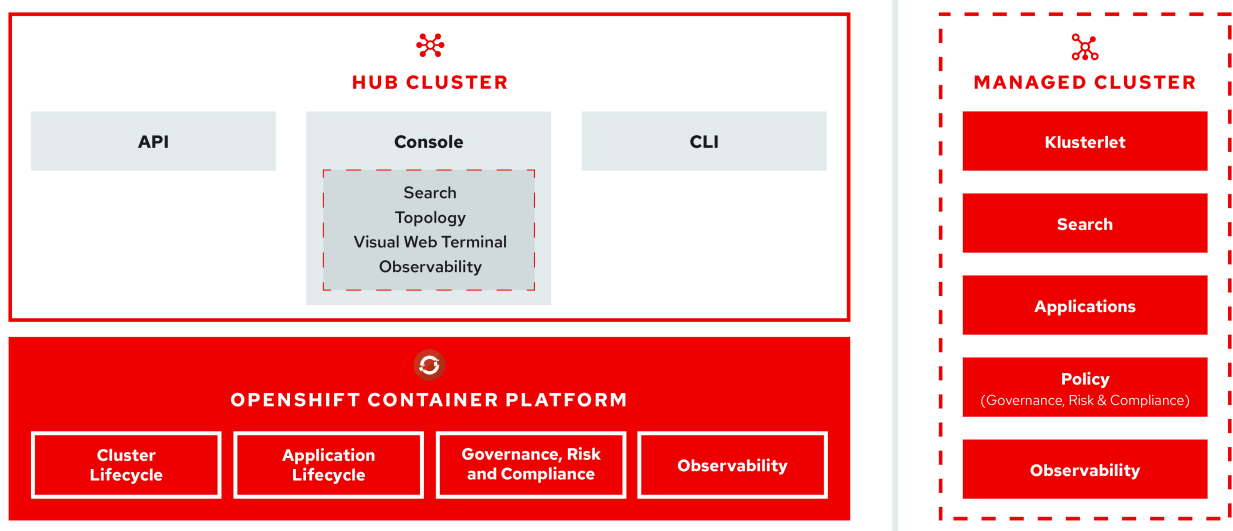 HUB CLUSTER
API
Console
CLI
Search
Topology
Visual Web Terminal
Observability
OPENSHIFT CONTAINER PLATFORM
Cluster
Lifecycle
Application
Lifecycle
Governance, Risk
and Compliance
Observability
MANAGED CLUSTER
Klusterlet
Search
Applications
Policy
(Governance, Risk & Compliance)
Observability